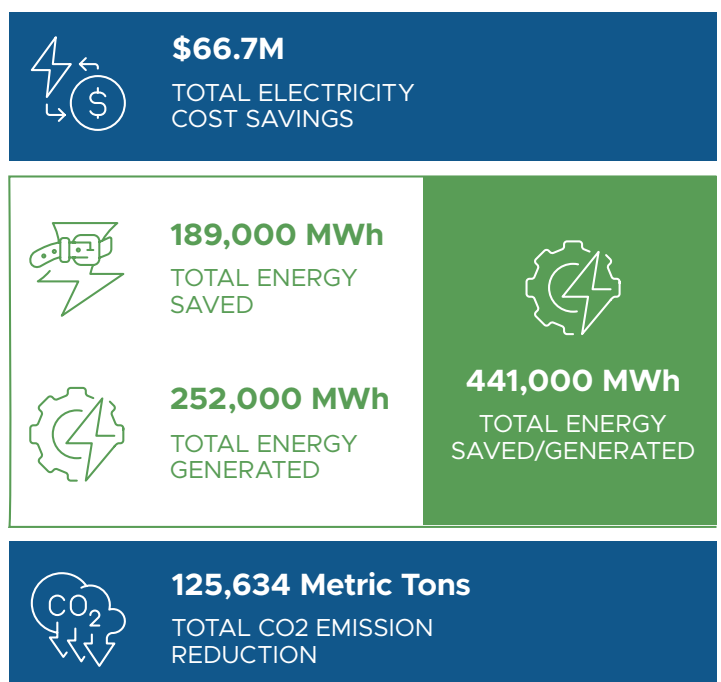 $66.7M
TOTAL ELECTRICITY
COST SAVINGS
189,000 MWh
TOTAL ENERGY
SAVED
252,000 MWh
TOTAL ENERGY
GENERATED
441,000 MWh
TOTAL ENERGY
SAVED/GENERATED
CO2
125,634 Metric Tons
TOTAL CO2 EMISSION
REDUCTION